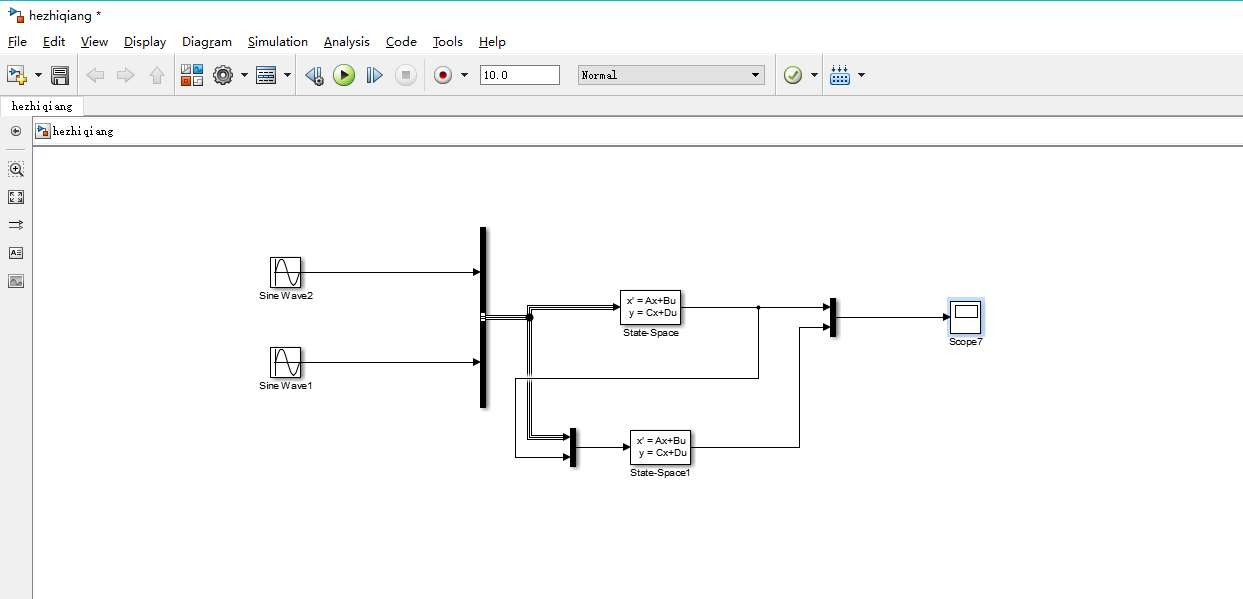 hezhiqiang *
File Edit View Display Diagram Simulation Analysis Code Tools Help
10.0 Normal
hezhiqiang
hezhiqiang
Sine Wave2
x' = Ax+Bu
y = Cx+Du
State-Space
Scope7
Sine Wave1
x' = Ax+Bu
y = Cx+Du
State-Space1